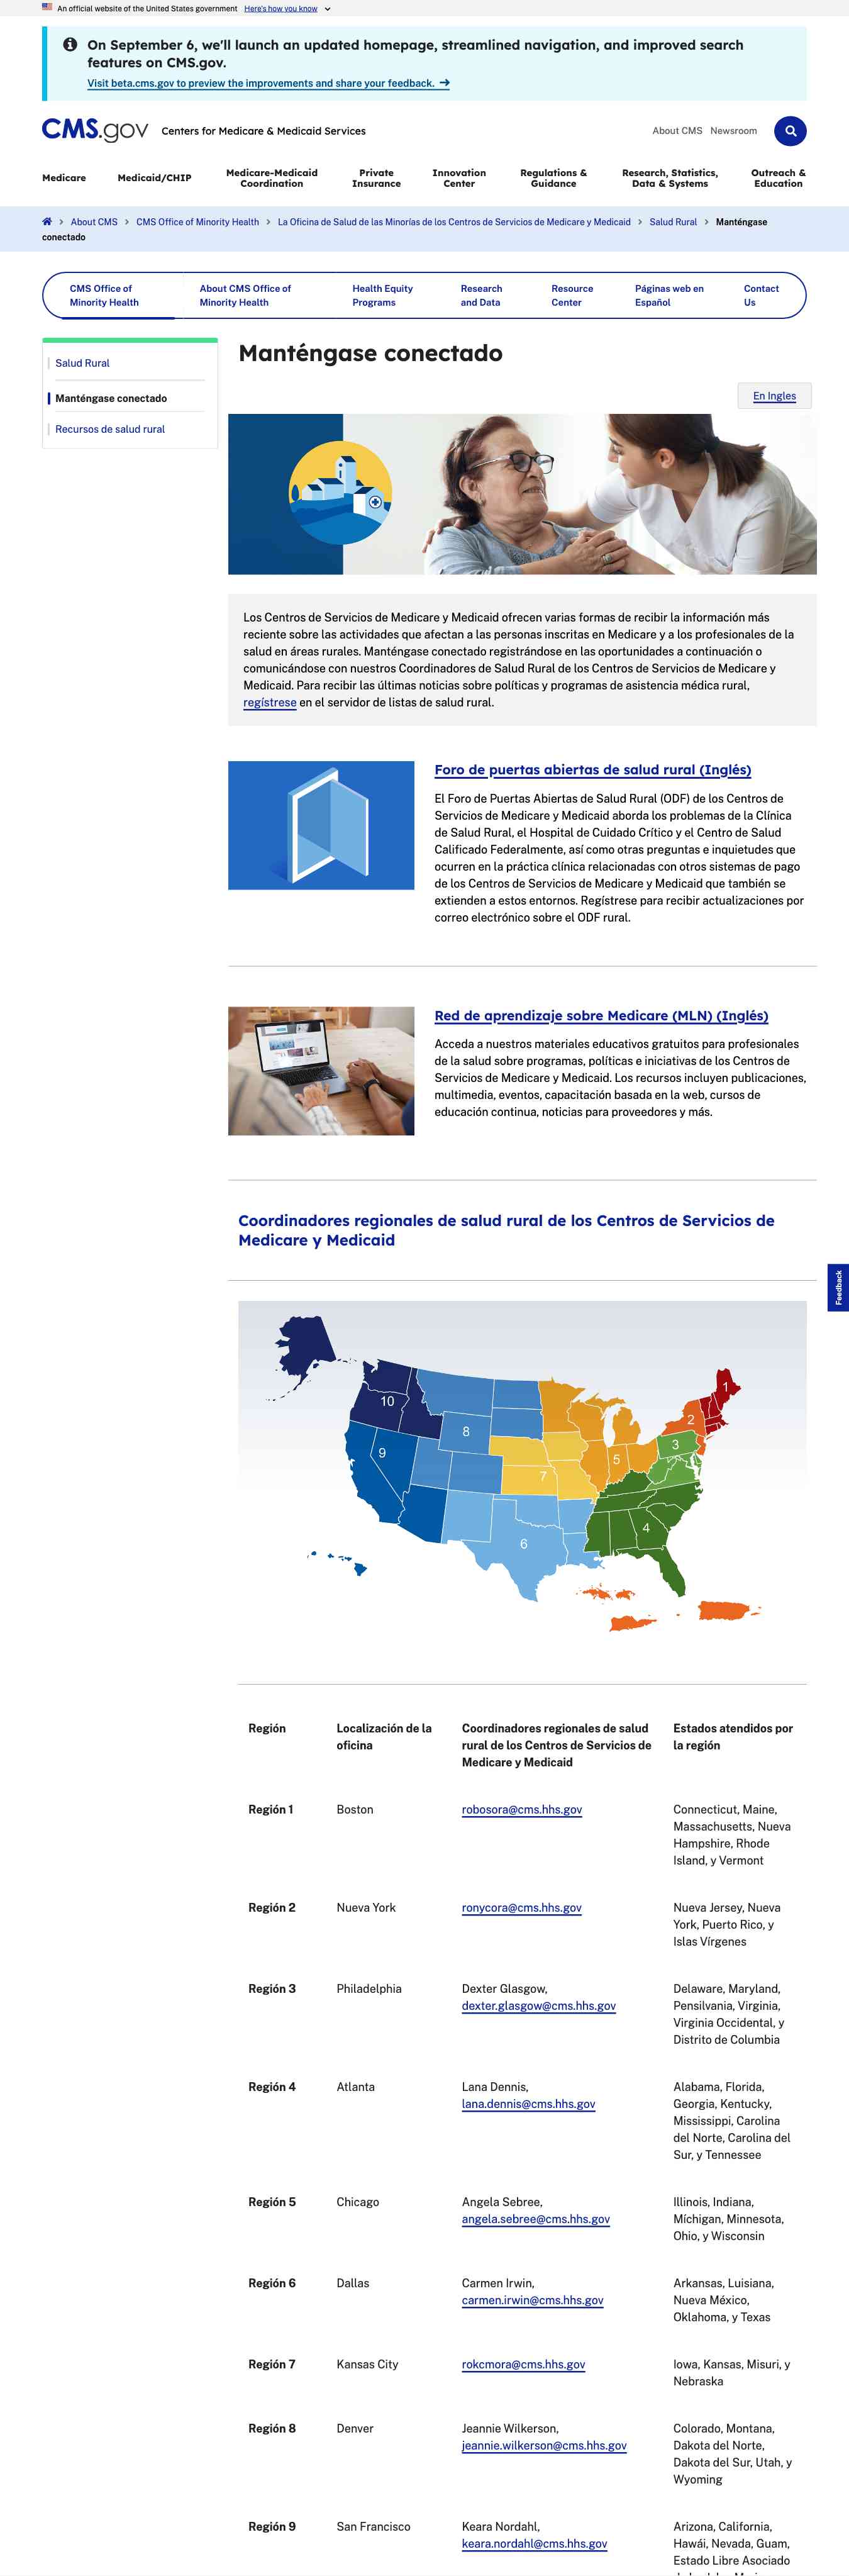 An official website of the United States government Here's how you know
On September 6, we'll launch an updated homepage, streamlined navigation, and improved search
features on CMS.gov.
Visit beta.cms.gov to preview the improvements and share your feedback.
CMS.gov Centers for Medicare & Medicaid Services
About CMS Newsroom
Medicare
Medicaid/CHIP
Medicare-Medicaid
Coordination
Private
Insurance
Innovation
Center
Regulations &
Guidance
Research, Statistics,
Data & Systems
Outreach &
Education
About CMS > CMS Office of Minority Health > La Oficina de Salud de las Minorías de los Centros de Servicios de Medicare y Medicaid > Salud Rural > Manténgase
conectado
CMS Office of
Minority Health
About CMS Office of
Minority Health
Health Equity
Programs
Research
and Data
Resource
Center
Páginas web en
Español
Contact
Us
Salud Rural
Manténgase conectado
Recursos de salud rural
Manténgase conectado
En Ingles
Los Centros de Servicios de Medicare y Medicaid ofrecen varias formas de recibir la información más
reciente sobre las actividades que afectan a las personas inscritas en Medicare y a los profesionales de la
salud en áreas rurales. Manténgase conectado registrándose en las oportunidades a continuación o
comunicándose con nuestros Coordinadores de Salud Rural de los Centros de Servicios de Medicare y
Medicaid. Para recibir las últimas noticias sobre políticas y programas de asistencia médica rural,
regístrese en el servidor de listas de salud rural.
Foro de puertas abiertas de salud rural (Inglés)
El Foro de Puertas Abiertas de Salud Rural (ODF) de los Centros de
Servicios de Medicare y Medicaid aborda los problemas de la Clínica
de Salud Rural, el Hospital de Cuidado Crítico y el Centro de Salud
Calificado Federalmente, así como otras preguntas e inquietudes que
ocurren en la práctica clínica relacionadas con otros sistemas de pago
de los Centros de Servicios de Medicare y Medicaid que también se
extienden a estos entornos. Regístrese para recibir actualizaciones por
correo electrónico sobre el ODF rural.
Red de aprendizaje sobre Medicare (MLN) (Inglés)
Acceda a nuestros materiales educativos gratuitos para profesionales
de la salud sobre programas, políticas e iniciativas de los Centros de
Servicios de Medicare y Medicaid. Los recursos incluyen publicaciones,
multimedia, eventos, capacitación basada en la web, cursos de
educación continua, noticias para proveedores y más.
Coordinadores regionales de salud rural de los Centros de Servicios de
Medicare y Medicaid
Feedback
1
10
2
8
3
9
5
7
4
6
Región
Localización de la
oficina
Coordinadores regionales de salud
rural de los Centros de Servicios de
Medicare y Medicaid
Estados atendidos por
la región
Región 1
Boston
robosora@cms.hhs.gov
Connecticut, Maine,
Massachusetts, Nueva
Hampshire, Rhode
Island, y Vermont
Región 2
Nueva York
ronycora@cms.hhs.gov
Nueva Jersey, Nueva
York, Puerto Rico, y
Islas Vírgenes
Región 3
Philadelphia
Dexter Glasgow,
dexter.glasgow@cms.hhs.gov
Delaware, Maryland,
Pensilvania, Virginia,
Virginia Occidental, y
Distrito de Columbia
Región 4
Atlanta
Lana Dennis,
lana.dennis@cms.hhs.gov
Alabama, Florida,
Georgia, Kentucky,
Mississippi, Carolina
del Norte, Carolina del
Sur, y Tennessee
Región 5
Chicago
Angela Sebree,
angela.sebree@cms.hhs.gov
Illinois, Indiana,
Míchigan, Minnesota,
Ohio, y Wisconsin
Región 6
Dallas
Carmen Irwin,
carmen.irwin@cms.hhs.gov
Arkansas, Luisiana,
Nueva México,
Oklahoma, y Texas
Región 7
Kansas City
rokcmora@cms.hhs.gov
Iowa, Kansas, Misuri, y
Nebraska
Región 8
Denver
Jeannie Wilkerson,
jeannie.wilkerson@cms.hhs.gov
Colorado, Montana,
Dakota del Norte,
Dakota del Sur, Utah, y
Wyoming
Región 9
San Francisco
Keara Nordahl,
keara.nordahl@cms.hhs.gov
Arizona, California,
Hawái, Nevada, Guam,
Estado Libre Asociado